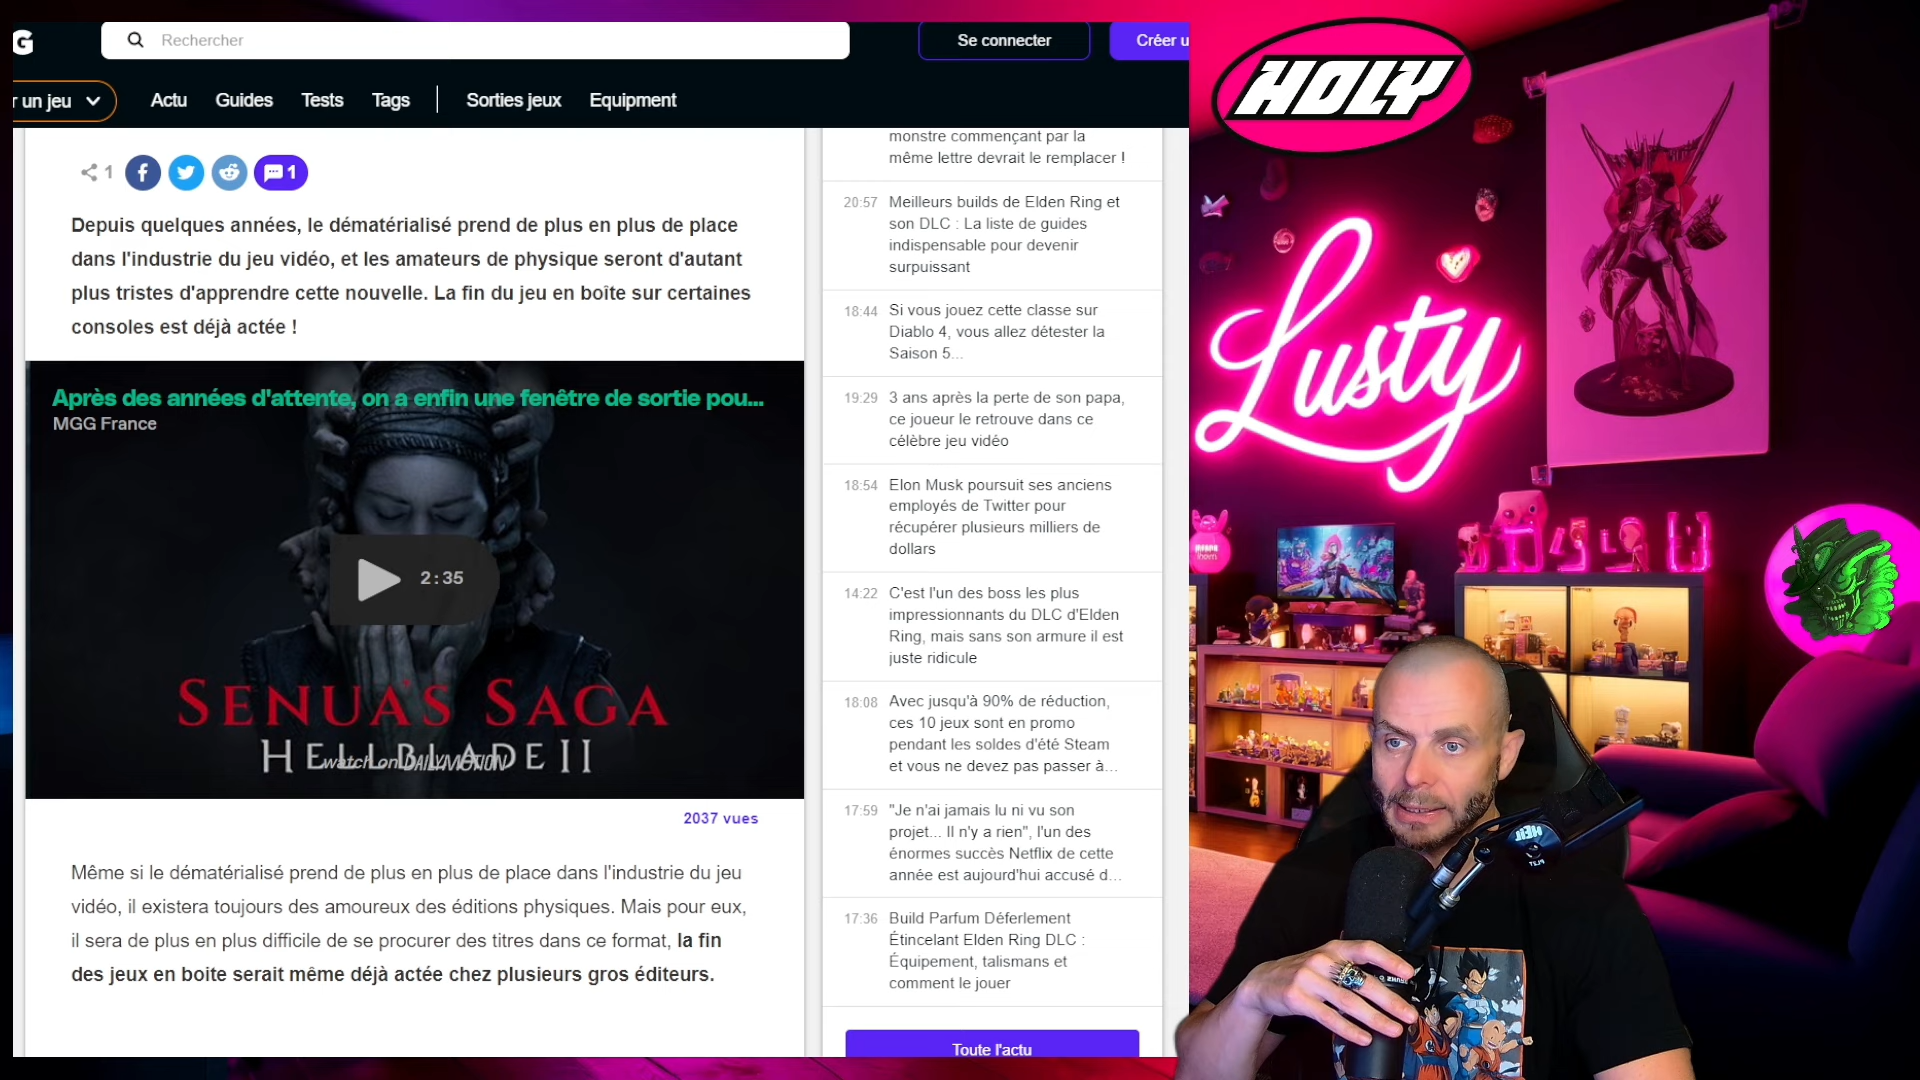 G
Rechercher
Se connecter
Créer u
r un jeu
Actu
Guides
Tests
Tags
Sorties jeux
Equipment
1
1
Depuis quelques années, le dématérialisé prend de plus en plus de place
dans l'industrie du jeu vidéo, et les amateurs de physique seront d'autant
plus tristes d'apprendre cette nouvelle. La fin du jeu en boîte sur certaines
consoles est déjà actée !
Après des années d'attente, on a enfin une fenêtre de sortie pou...
MGG France
2:35
SENUA'S SAGA
HELLBLADE II
watch on DAILYMOTION
2037 vues
Même si le dématérialisé prend de plus en plus de place dans l'industrie du jeu
vidéo, il existera toujours des amoureux des éditions physiques. Mais pour eux,
il sera de plus en plus difficile de se procurer des titres dans ce format, la fin
des jeux en boite serait même déjà actée chez plusieurs gros éditeurs.
monstre commençant par la
même lettre devrait le remplacer !
20:57 Meilleurs builds de Elden Ring et
son DLC : La liste de guides
indispensable pour devenir
surpuissant
18:44 Si vous jouez cette classe sur
Diablo 4, vous allez détester la
Saison 5...
19:29 3 ans après la perte de son papa,
ce joueur le retrouve dans ce
célèbre jeu vidéo
18:54 Elon Musk poursuit ses anciens
employés de Twitter pour
récupérer plusieurs milliers de
dollars
14:22 C'est l'un des boss les plus
impressionnants du DLC d'Elden
Ring, mais sans son armure il est
juste ridicule
18:08 Avec jusqu'à 90% de réduction,
ces 10 jeux sont en promo
pendant les soldes d'été Steam
et vous ne devez pas passer à...
17:59 "Je n'ai jamais lu ni vu son
projet... Il n'y a rien", l'un des
énormes succès Netflix de cette
année est aujourd'hui accusé d...
17:36 Build Parfum Déferlement
Étincelant Elden Ring DLC :
Équipement, talismans et
comment le jouer
Toute l'actu
HOLY
Lusty